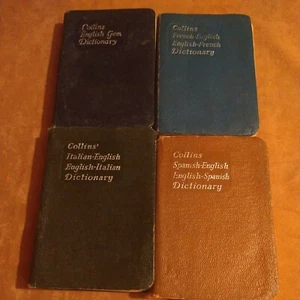 Collins
English Gem
Dictionary
Collins
French-English
English-French
Dictionary
Collins'
Italian-English
English-Italian
Dictionary
Collins
Spanish-English
English-Spanish
Dictionary